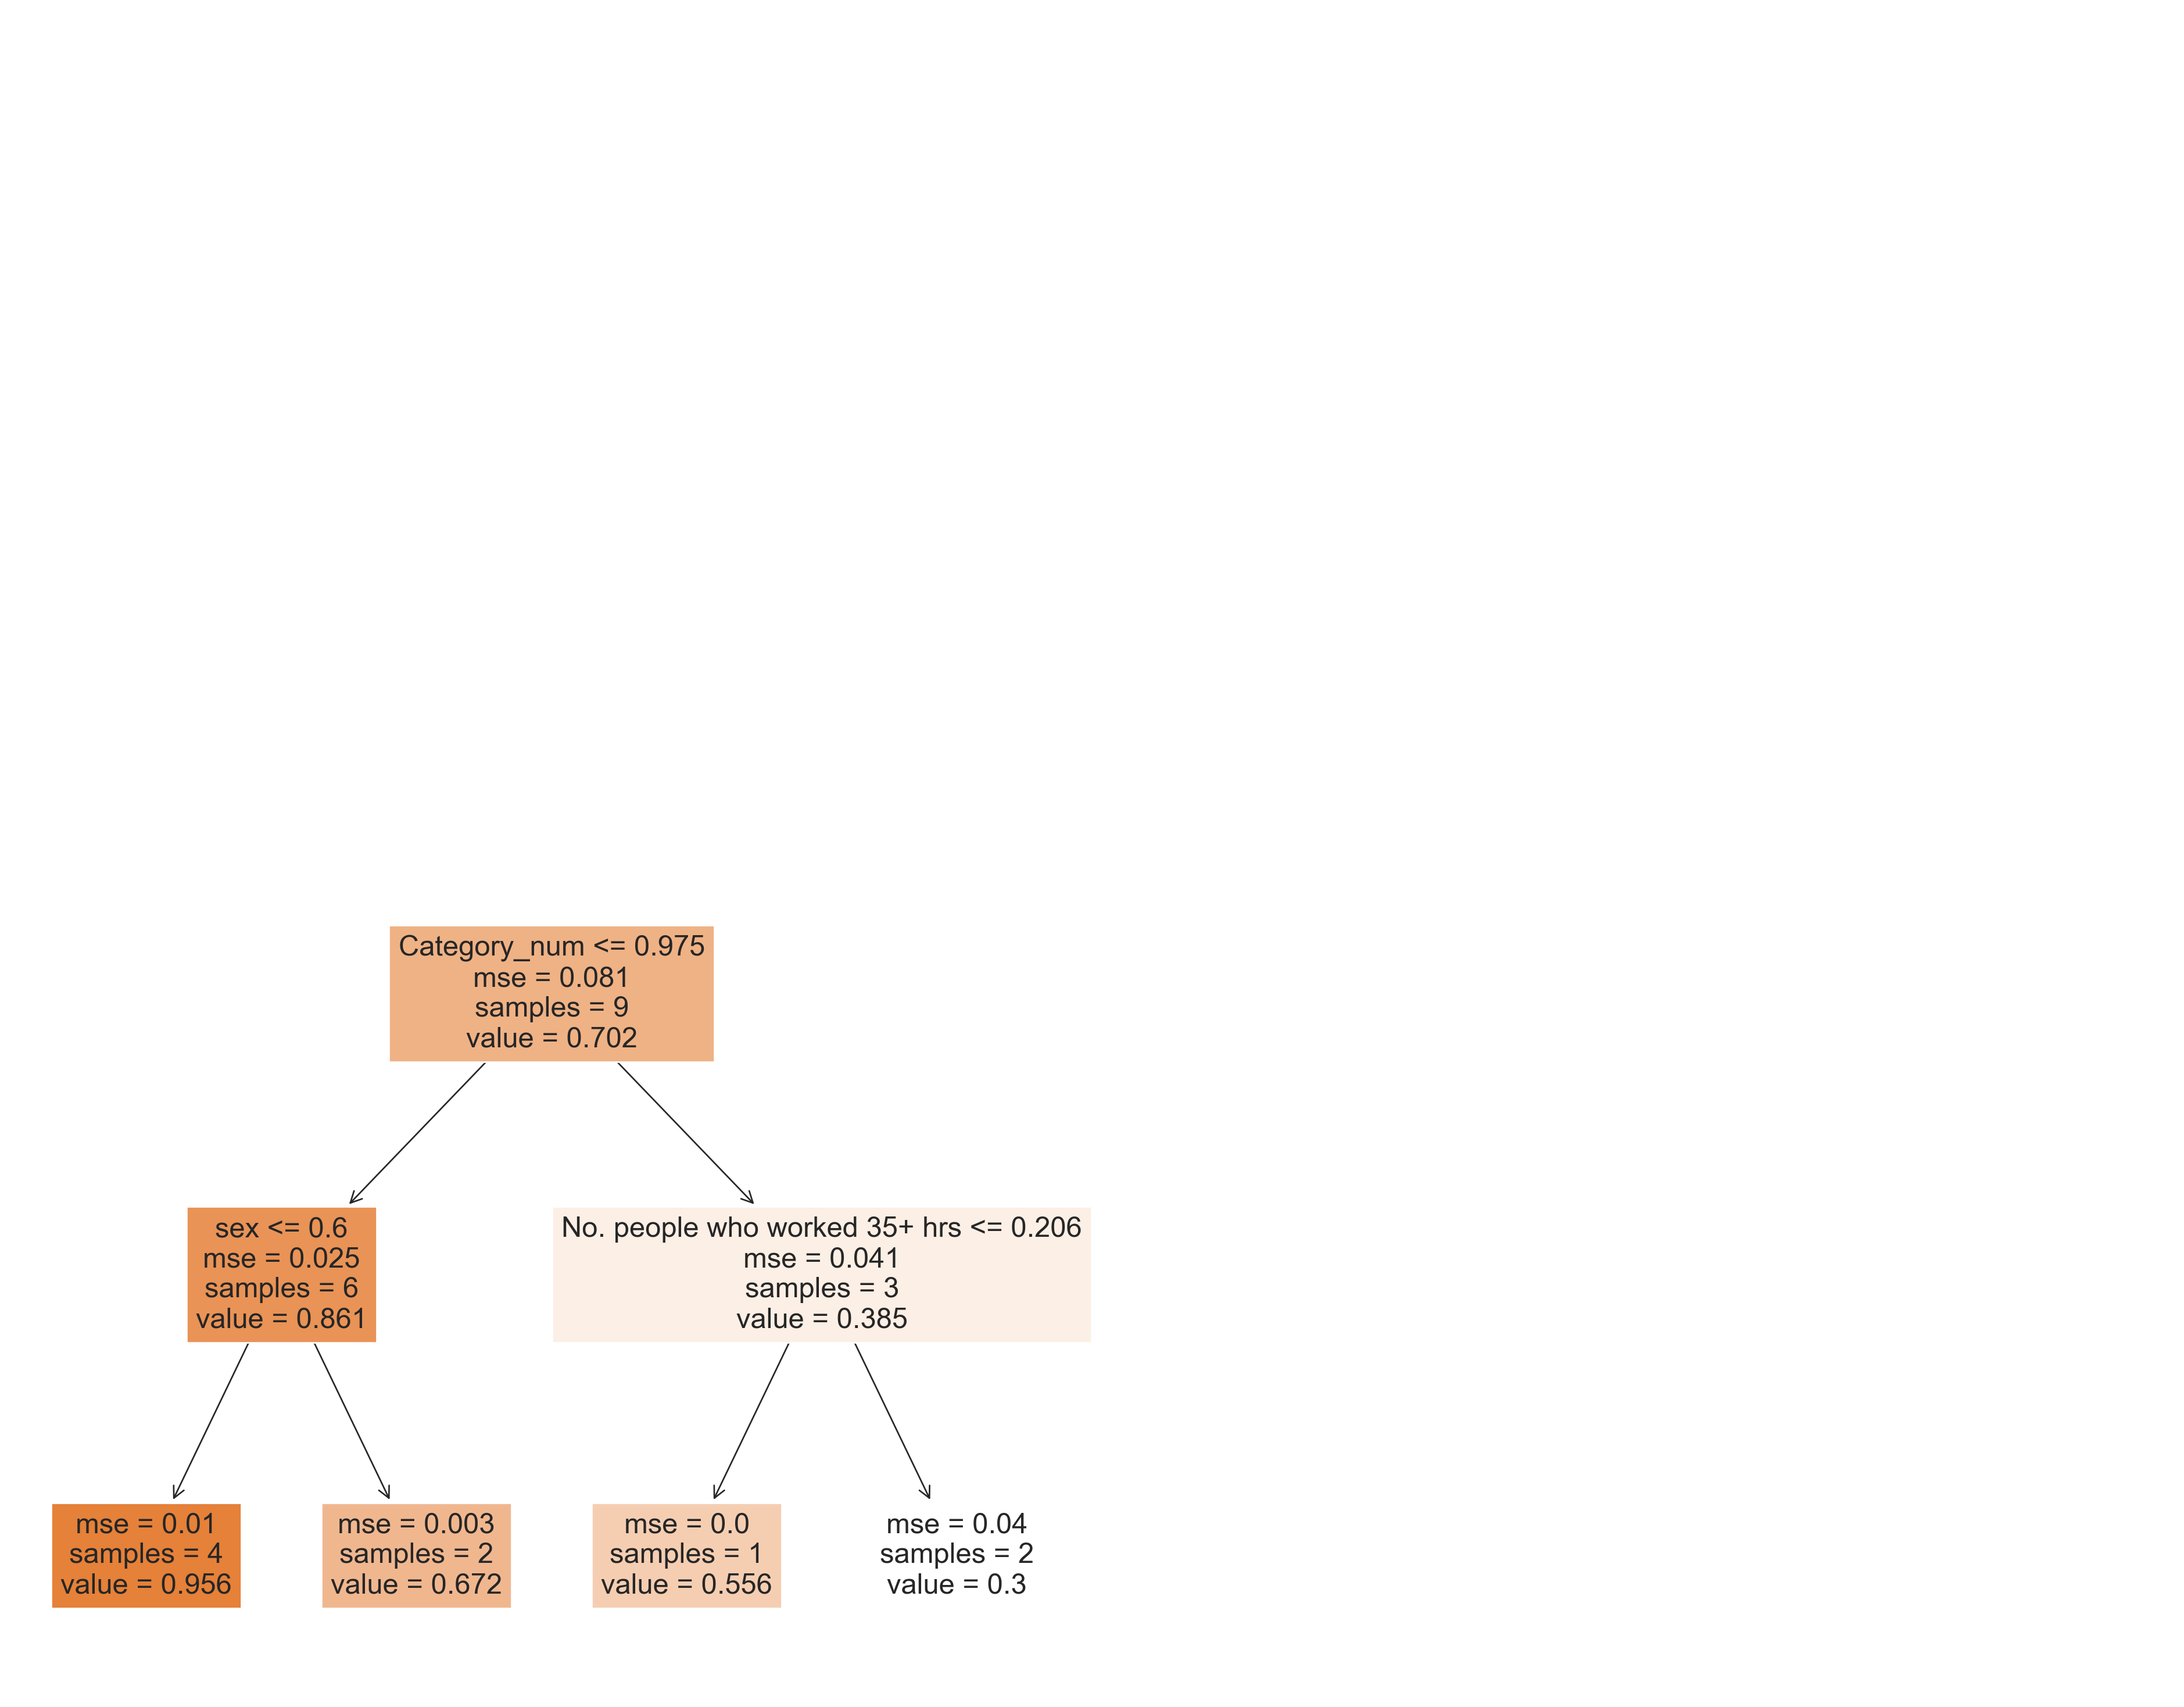 Category_num <= 0.975
mse = 0.081
samples = 9
value = 0.702
sex <= 0.6
mse = 0.025
samples = 6
value = 0.861
No. people who worked 35+ hrs <= 0.206
mse = 0.041
samples = 3
value = 0.385
mse = 0.01
samples = 4
value = 0.956
mse = 0.003
samples = 2
value = 0.672
mse = 0.0
samples = 1
value = 0.556
mse = 0.04
samples = 2
value = 0.3